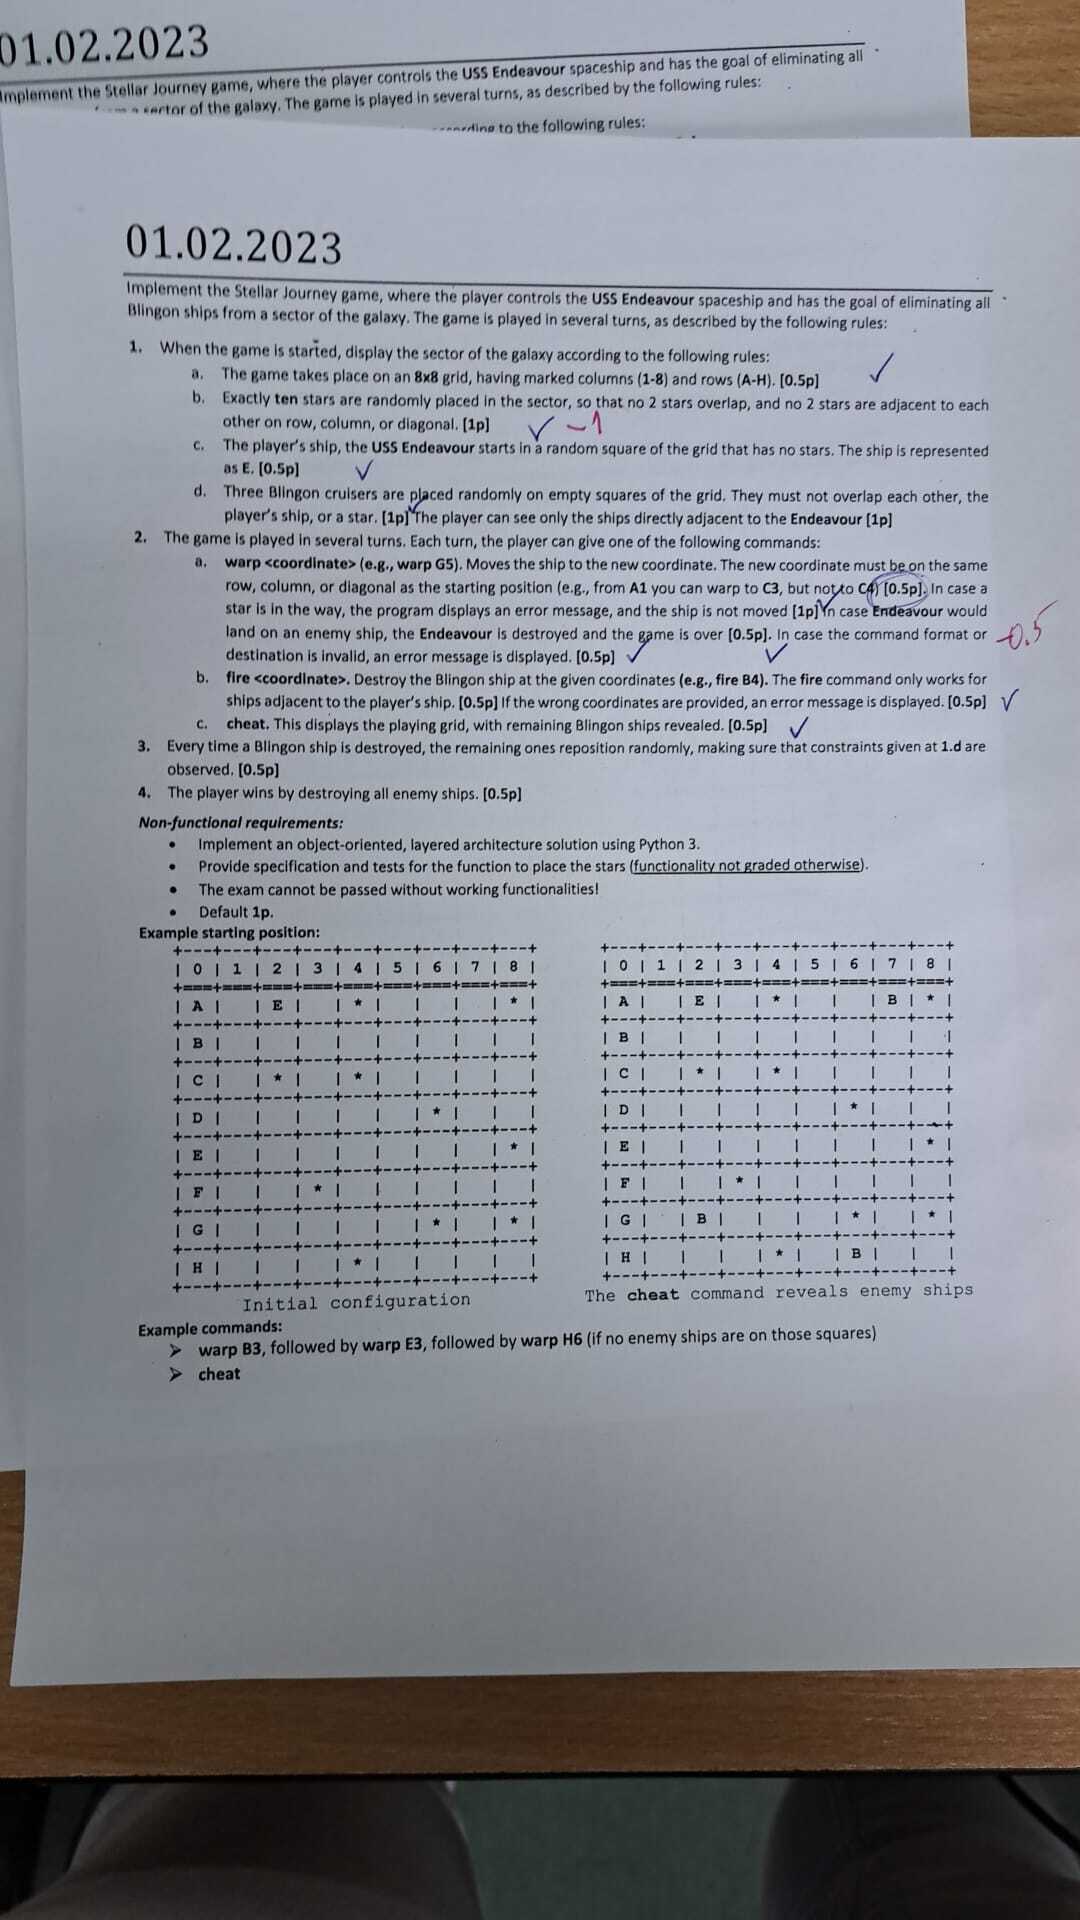 01.02.2023
Implement the Stellar Journey game, where the player controls the USS Endeavour spaceship and has the goal of eliminating all
sector of the galaxy. The game is played in several turns, as described by the following rules:
to the following rules:
01.02.2023
Implement the Stellar Journey game, where the player controls the USS Endeavour spaceship and has the goal of eliminating all
Blingon ships from a sector of the galaxy. The game is played in several turns, as described by the following rules:
1. When the game is started, display the sector of the galaxy according to the following rules:
a. The game takes place on an 8x8 grid, having marked columns (1-8) and rows (A-H). [0.5p]
b. Exactly ten stars are randomly placed in the sector, so that no 2 stars overlap, and no 2 stars are adjacent to each
other on row, column, or diagonal. [1p] -1
c. The player's ship, the USS Endeavour starts in a random square of the grid that has no stars. The ship is represented
as E. [0.5p]
d. Three Blingon cruisers are placed randomly on empty squares of the grid. They must not overlap each other, the
player's ship, or a star. [1p] The player can see only the ships directly adjacent to the Endeavour [1p]
2. The game is played in several turns. Each turn, the player can give one of the following commands:
a. warp <coordinate> (e.g., warp G5). Moves the ship to the new coordinate. The new coordinate must be on the same
row, column, or diagonal as the starting position (e.g., from A1 you can warp to C3, but not to C4) [0.5p]. In case a
star is in the way, the program displays an error message, and the ship is not moved [1p] In case Endeavour would
land on an enemy ship, the Endeavour is destroyed and the game is over [0.5p]. In case the command format or -0.5
destination is invalid, an error message is displayed. [0.5p]
b. fire <coordinate>. Destroy the Blingon ship at the given coordinates (e.g., fire B4). The fire command only works for
ships adjacent to the player's ship. [0.5p] If the wrong coordinates are provided, an error message is displayed. [0.5p]
c. cheat. This displays the playing grid, with remaining Blingon ships revealed. [0.5p]
3. Every time a Blingon ship is destroyed, the remaining ones reposition randomly, making sure that constraints given at 1.d are
observed. [0.5p]
4. The player wins by destroying all enemy ships. [0.5p]
Non-functional requirements:
• Implement an object-oriented, layered architecture solution using Python 3.
• Provide specification and tests for the function to place the stars (functionality not graded otherwise).
• The exam cannot be passed without working functionalities!
• Default 1p.
Example starting position:
+---+---+---+---+---+---+---+---+---+ +---+---+---+---+---+---+---+---+---+
| 0 | 1 | 2 | 3 | 4 | 5 | 6 | 7 | 8 | | 0 | 1 | 2 | 3 | 4 | 5 | 6 | 7 | 8 |
+===+===+===+===+===+===+===+===+===+ +===+===+===+===+===+===+===+===+===+
| A |   | E |   | * |   |   |   | * | | A |   | E |   | * |   |   | B | * |
+---+---+---+---+---+---+---+---+---+ +---+---+---+---+---+---+---+---+---+
| B |   |   |   |   |   |   |   |   | | B |   |   |   |   |   |   |   |   |
+---+---+---+---+---+---+---+---+---+ +---+---+---+---+---+---+---+---+---+
| C |   | * |   | * |   |   |   |   | | C |   | * |   | * |   |   |   |   |
+---+---+---+---+---+---+---+---+---+ +---+---+---+---+---+---+---+---+---+
| D |   |   |   |   |   | * |   |   | | D |   |   |   |   |   | * |   |   |
+---+---+---+---+---+---+---+---+---+ +---+---+---+---+---+---+---+---+---+
| E |   |   |   |   |   |   |   | * | | E |   |   |   |   |   |   |   | * |
+---+---+---+---+---+---+---+---+---+ +---+---+---+---+---+---+---+---+---+
| F |   |   | * |   |   |   |   |   | | F |   |   | * |   |   |   |   |   |
+---+---+---+---+---+---+---+---+---+ +---+---+---+---+---+---+---+---+---+
| G |   |   |   |   |   | * |   | * | | G |   | B |   |   |   | * |   | * |
+---+---+---+---+---+---+---+---+---+ +---+---+---+---+---+---+---+---+---+
| H |   |   |   | * |   |   |   |   | | H |   |   |   | * |   | B |   |   |
+---+---+---+---+---+---+---+---+---+ +---+---+---+---+---+---+---+---+---+
Initial configuration The cheat command reveals enemy ships
Example commands:
➢ warp B3, followed by warp E3, followed by warp H6 (if no enemy ships are on those squares)
➢ cheat